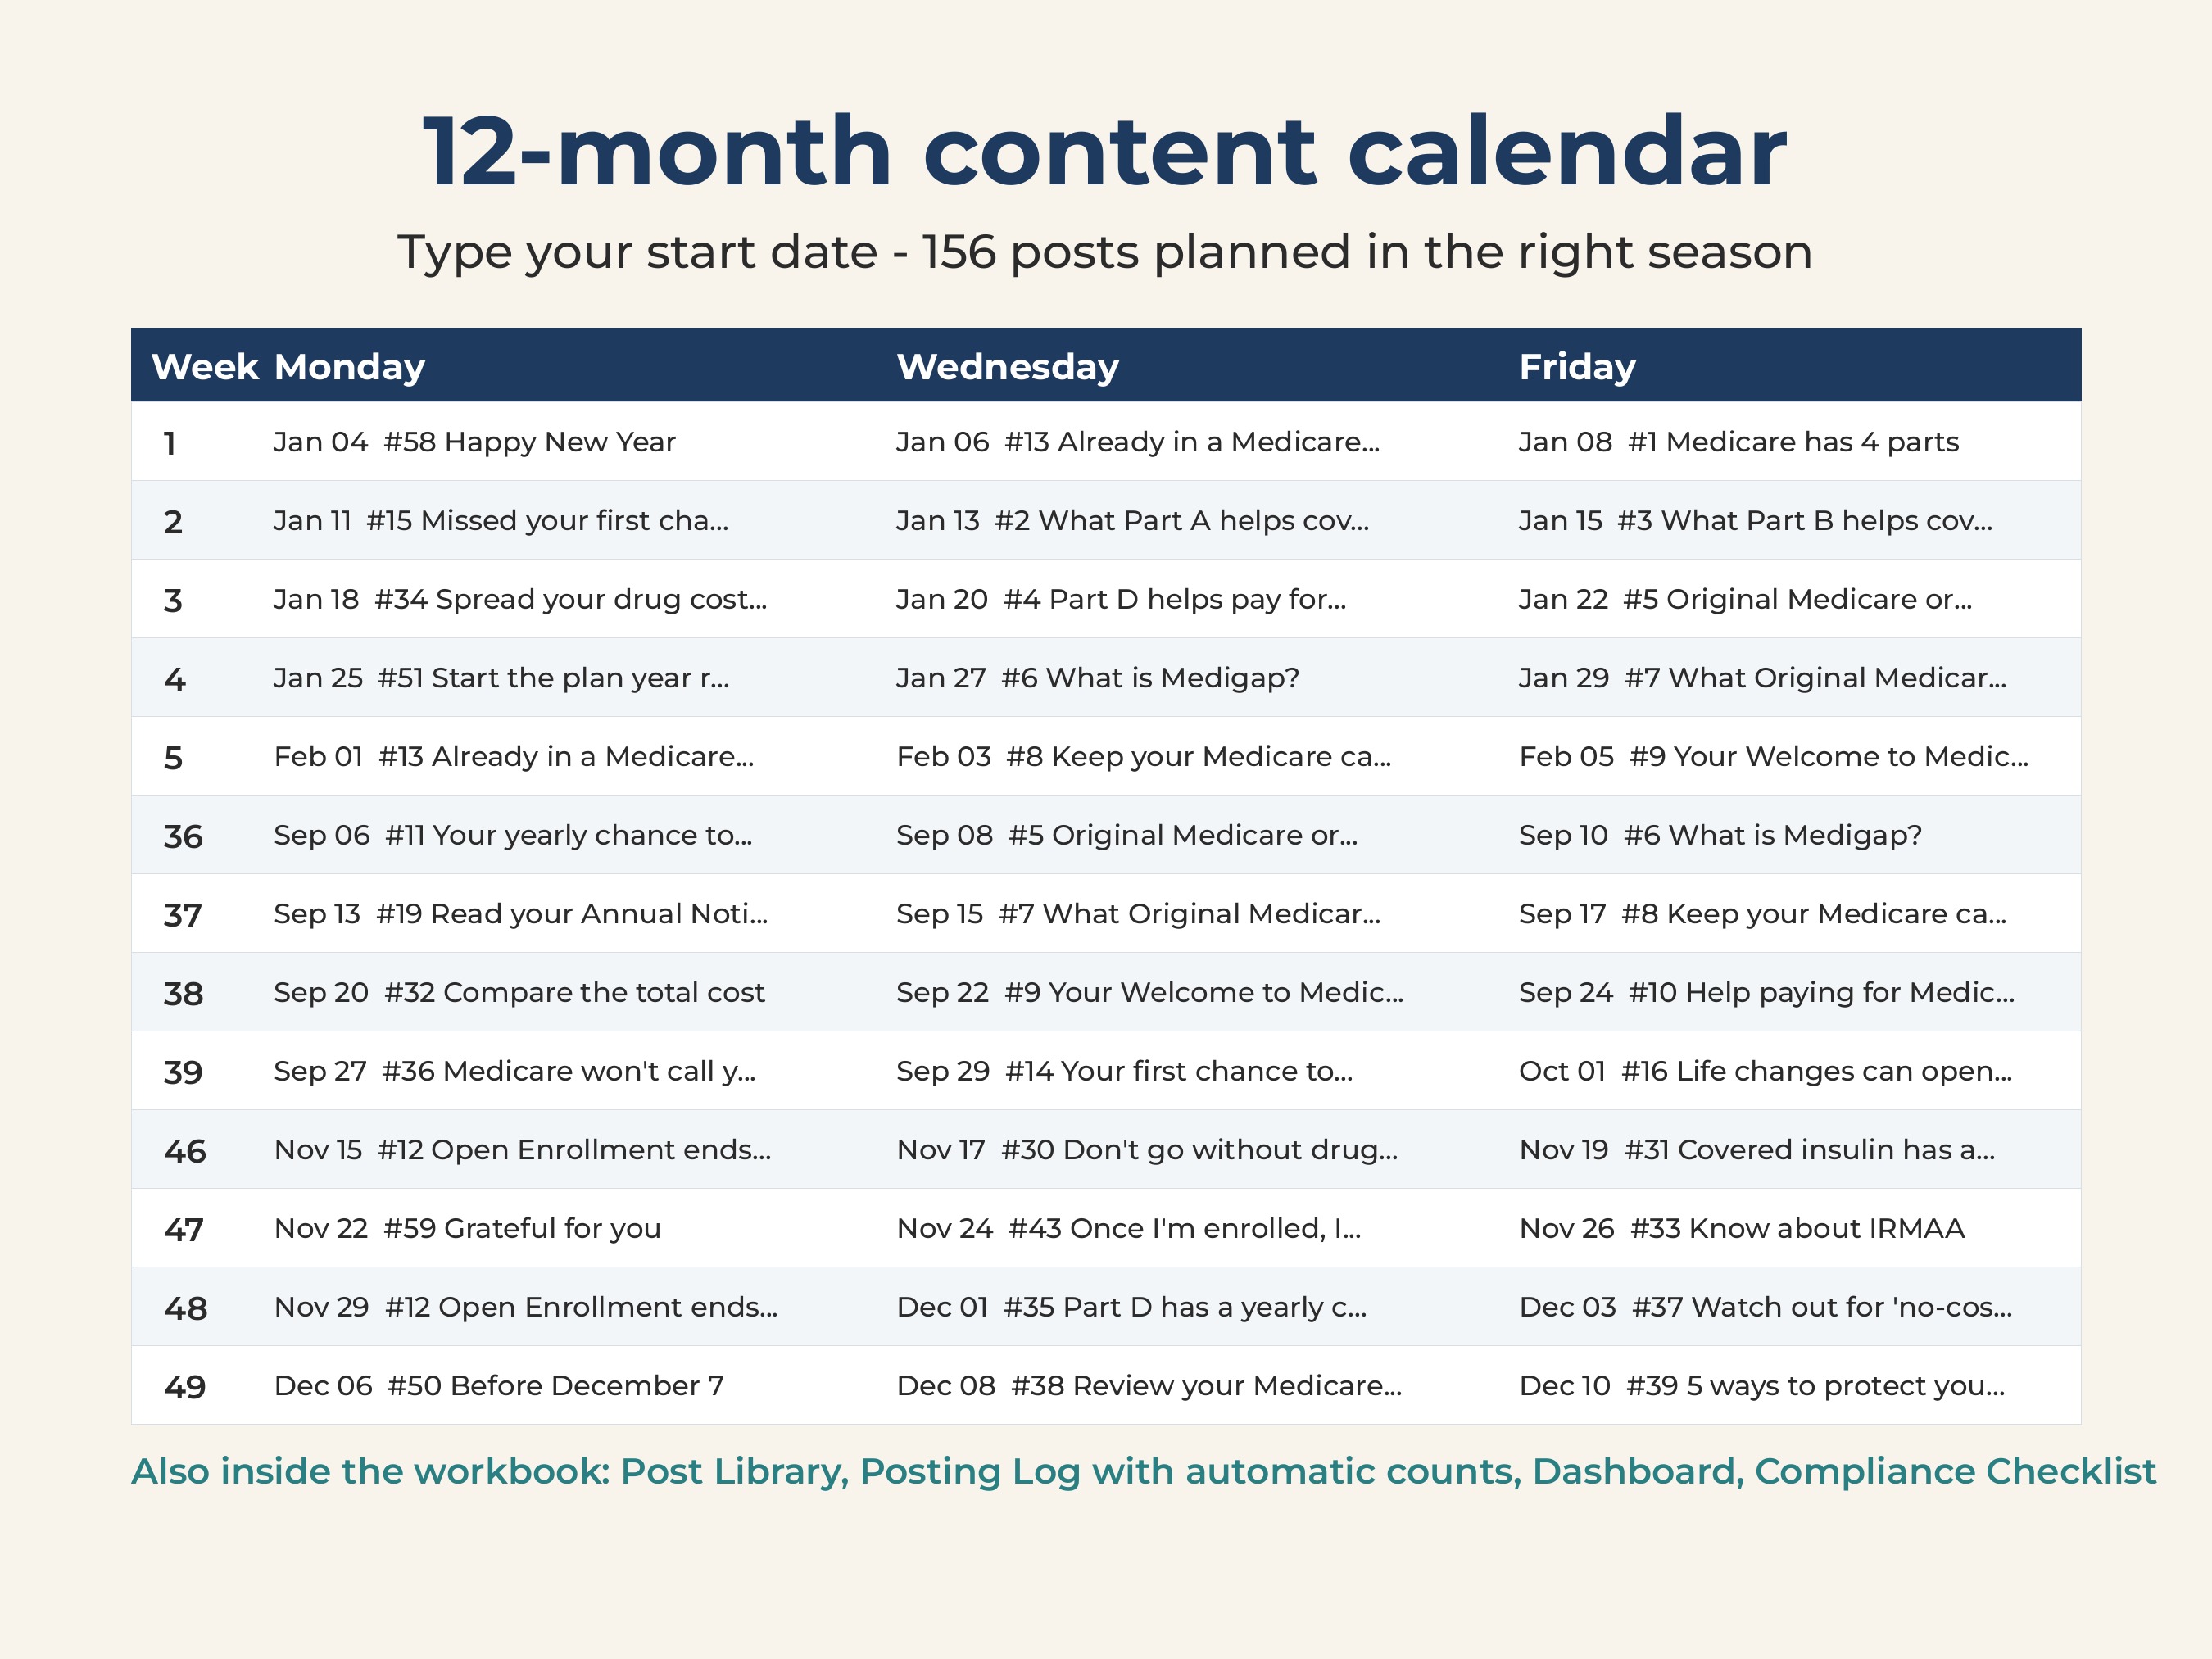 12-month content calendar
Type your start date - 156 posts planned in the right season
Week Monday Wednesday Friday
1 Jan 04 #58 Happy New Year Jan 06 #13 Already in a Medicare... Jan 08 #1 Medicare has 4 parts
2 Jan 11 #15 Missed your first cha... Jan 13 #2 What Part A helps cov... Jan 15 #3 What Part B helps cov...
3 Jan 18 #34 Spread your drug cost... Jan 20 #4 Part D helps pay for... Jan 22 #5 Original Medicare or...
4 Jan 25 #51 Start the plan year r... Jan 27 #6 What is Medigap? Jan 29 #7 What Original Medicar...
5 Feb 01 #13 Already in a Medicare... Feb 03 #8 Keep your Medicare ca... Feb 05 #9 Your Welcome to Medic...
36 Sep 06 #11 Your yearly chance to... Sep 08 #5 Original Medicare or... Sep 10 #6 What is Medigap?
37 Sep 13 #19 Read your Annual Noti... Sep 15 #7 What Original Medicar... Sep 17 #8 Keep your Medicare ca...
38 Sep 20 #32 Compare the total cost Sep 22 #9 Your Welcome to Medic... Sep 24 #10 Help paying for Medic...
39 Sep 27 #36 Medicare won't call y... Sep 29 #14 Your first chance to... Oct 01 #16 Life changes can open...
46 Nov 15 #12 Open Enrollment ends... Nov 17 #30 Don't go without drug... Nov 19 #31 Covered insulin has a...
47 Nov 22 #59 Grateful for you Nov 24 #43 Once I'm enrolled, I... Nov 26 #33 Know about IRMAA
48 Nov 29 #12 Open Enrollment ends... Dec 01 #35 Part D has a yearly c... Dec 03 #37 Watch out for 'no-cos...
49 Dec 06 #50 Before December 7 Dec 08 #38 Review your Medicare... Dec 10 #39 5 ways to protect you...
Also inside the workbook: Post Library, Posting Log with automatic counts, Dashboard, Compliance Checklist